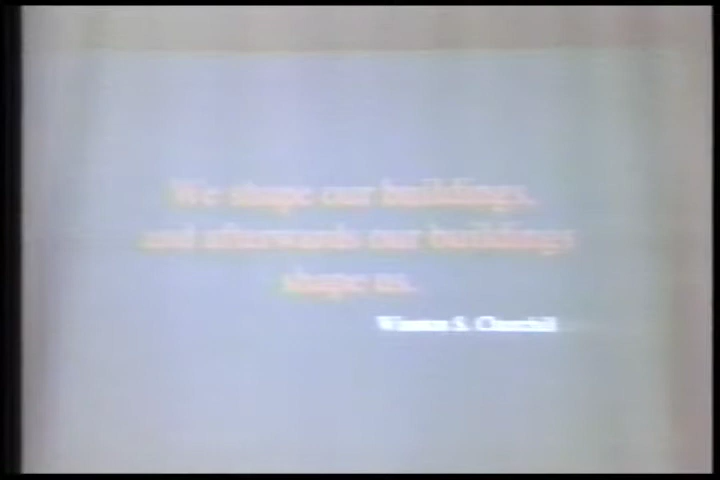 We shape our buildings,
and afterwards our buildings
shape us.
Winston S. Churchill